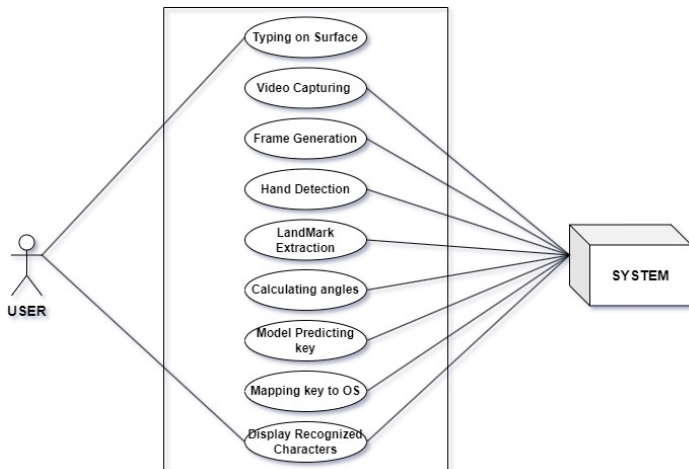 Typing on Surface
Video Capturing
Frame Generation
Hand Detection
LandMark
Extraction
Calculating angles
Model Predicting
key
Mapping key to OS
Display Recognized
Characters
USER
SYSTEM